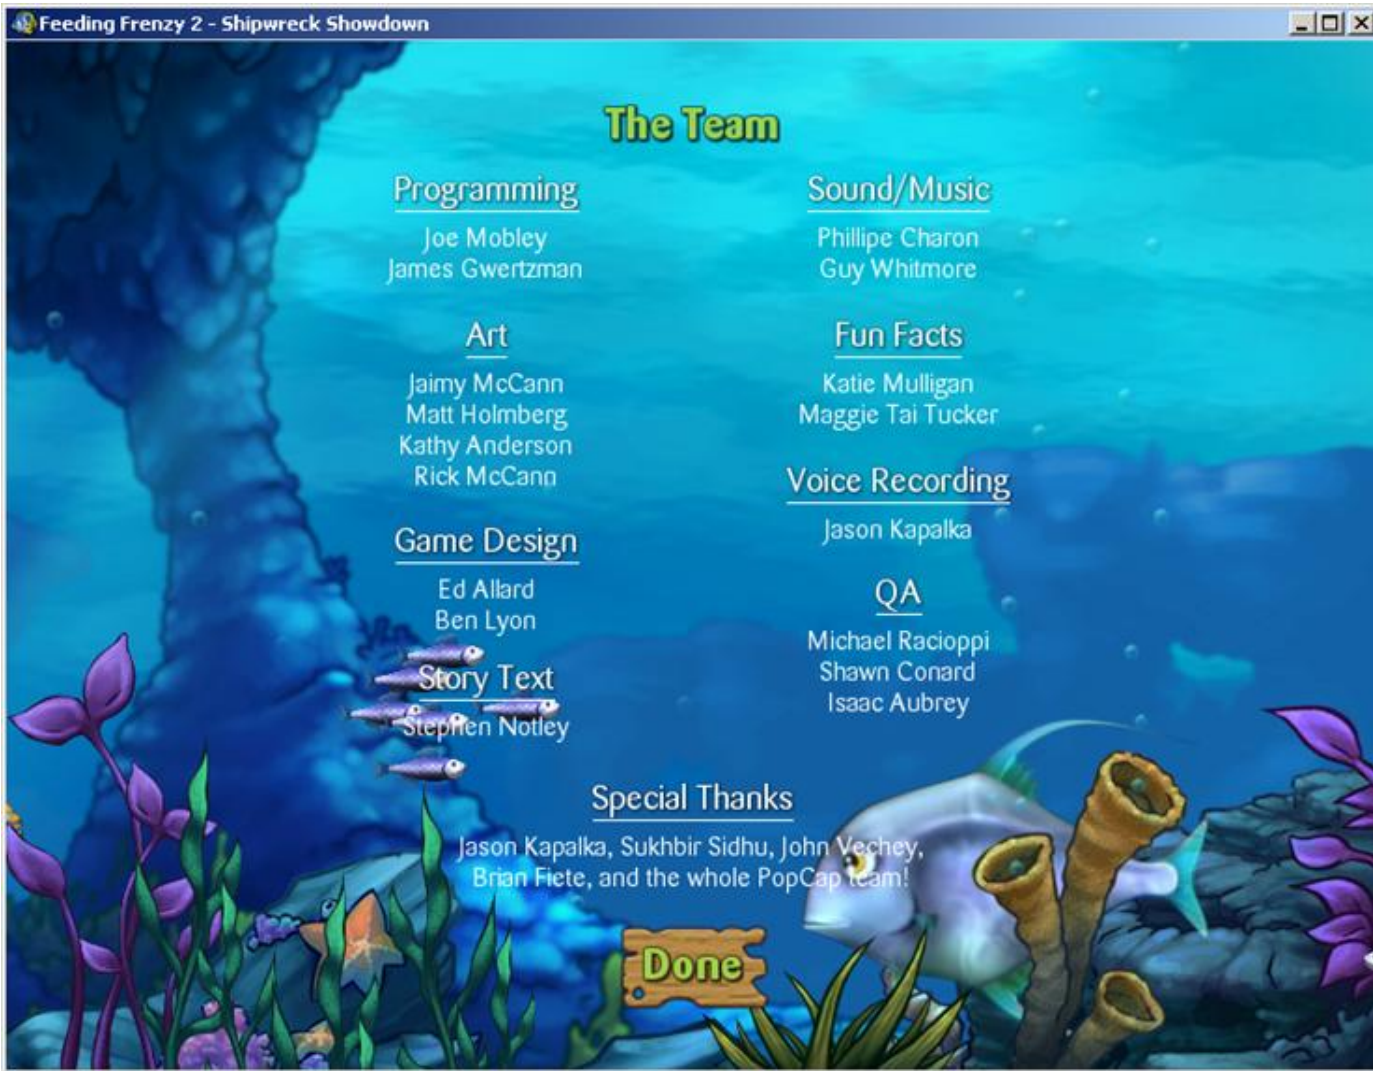 Feeding Frenzy 2 - Shipwreck Showdown
The Team
Programming
Joe Mobley
James Gwertzman
Art
Jaimy McCann
Matt Holmberg
Kathy Anderson
Rick McCann
Game Design
Ed Allard
Ben Lyon
Story Text
Stephen Notley
Sound/Music
Phillipe Charon
Guy Whitmore
Fun Facts
Katie Mulligan
Maggie Tai Tucker
Voice Recording
Jason Kapalka
QA
Michael Racioppi
Shawn Conard
Isaac Aubrey
Special Thanks
Jason Kapalka, Sukhbir Sidhu, John Vechey,
Brian Fiete, and the whole PopCap team!
Done